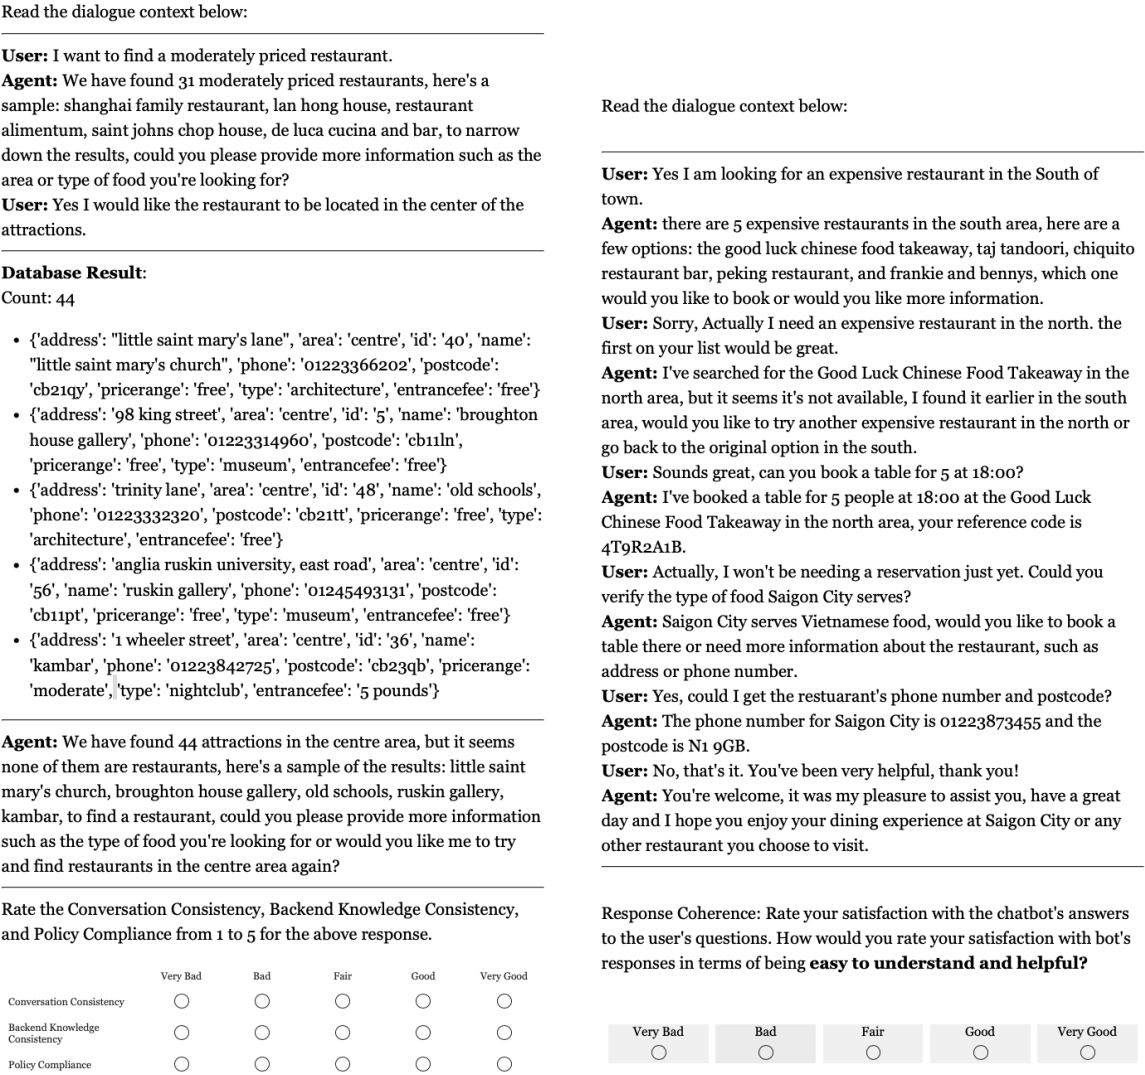 Read the dialogue context below:
User: I want to find a moderately priced restaurant.
Agent: We have found 31 moderately priced restaurants, here's a
sample: shanghai family restaurant, lan hong house, restaurant
alimentum, saint johns chop house, de luca cucina and bar, to narrow
down the results, could you please provide more information such as the
area or type of food you're looking for?
User: Yes I would like the restaurant to be located in the center of the
attractions.
Database Result:
Count: 44
• {'address': "little saint mary's lane", 'area': 'centre', 'id': '40', 'name':
"little saint mary's church", 'phone': '01223366202', 'postcode':
'cb21qy', 'pricerange': 'free', 'type': 'architecture', 'entrancefee': 'free'}
• {'address': '98 king street', 'area': 'centre', 'id': '5', 'name': 'broughton
house gallery', 'phone': '01223314960', 'postcode': 'cb11ln',
'pricerange': 'free', 'type': 'museum', 'entrancefee': 'free'}
• {'address': 'trinity lane', 'area': 'centre', 'id': '48', 'name': 'old schools',
'phone': '01223332320', 'postcode': 'cb21tt', 'pricerange': 'free', 'type':
'architecture', 'entrancefee': 'free'}
• {'address': 'anglia ruskin university, east road', 'area': 'centre', 'id':
'56', 'name': 'ruskin gallery', 'phone': '01245493131', 'postcode':
'cb11pt', 'pricerange': 'free', 'type': 'museum', 'entrancefee': 'free'}
• {'address': '1 wheeler street', 'area': 'centre', 'id': '36', 'name':
'kambar', 'phone': '01223842725', 'postcode': 'cb23qb', 'pricerange':
'moderate', 'type': 'nightclub', 'entrancefee': '5 pounds'}
Agent: We have found 44 attractions in the centre area, but it seems
none of them are restaurants, here's a sample of the results: little saint
mary's church, broughton house gallery, old schools, ruskin gallery,
kambar, to find a restaurant, could you please provide more information
such as the type of food you're looking for or would you like me to try
and find restaurants in the centre area again?
Rate the Conversation Consistency, Backend Knowledge Consistency,
and Policy Compliance from 1 to 5 for the above response.
Very Bad Bad Fair Good Very Good
Conversation Consistency
Backend Knowledge
Consistency
Policy Compliance
Read the dialogue context below:
User: Yes I am looking for an expensive restaurant in the South of
town.
Agent: there are 5 expensive restaurants in the south area, here are a
few options: the good luck chinese food takeaway, taj tandoori, chiquito
restaurant bar, peking restaurant, and frankie and bennys, which one
would you like to book or would you like more information.
User: Sorry, Actually I need an expensive restaurant in the north. the
first on your list would be great.
Agent: I've searched for the Good Luck Chinese Food Takeaway in the
north area, but it seems it's not available, I found it earlier in the south
area, would you like to try another expensive restaurant in the north or
go back to the original option in the south.
User: Sounds great, can you book a table for 5 at 18:00?
Agent: I've booked a table for 5 people at 18:00 at the Good Luck
Chinese Food Takeaway in the north area, your reference code is
4T9R2A1B.
User: Actually, I won't be needing a reservation just yet. Could you
verify the type of food Saigon City serves?
Agent: Saigon City serves Vietnamese food, would you like to book a
table there or need more information about the restaurant, such as
address or phone number.
User: Yes, could I get the restuarant's phone number and postcode?
Agent: The phone number for Saigon City is 01223873455 and the
postcode is N1 9GB.
User: No, that's it. You've been very helpful, thank you!
Agent: You're welcome, it was my pleasure to assist you, have a great
day and I hope you enjoy your dining experience at Saigon City or any
other restaurant you choose to visit.
Response Coherence: Rate your satisfaction with the chatbot's answers
to the user's questions. How would you rate your satisfaction with bot's
responses in terms of being easy to understand and helpful?
Very Bad Bad Fair Good Very Good